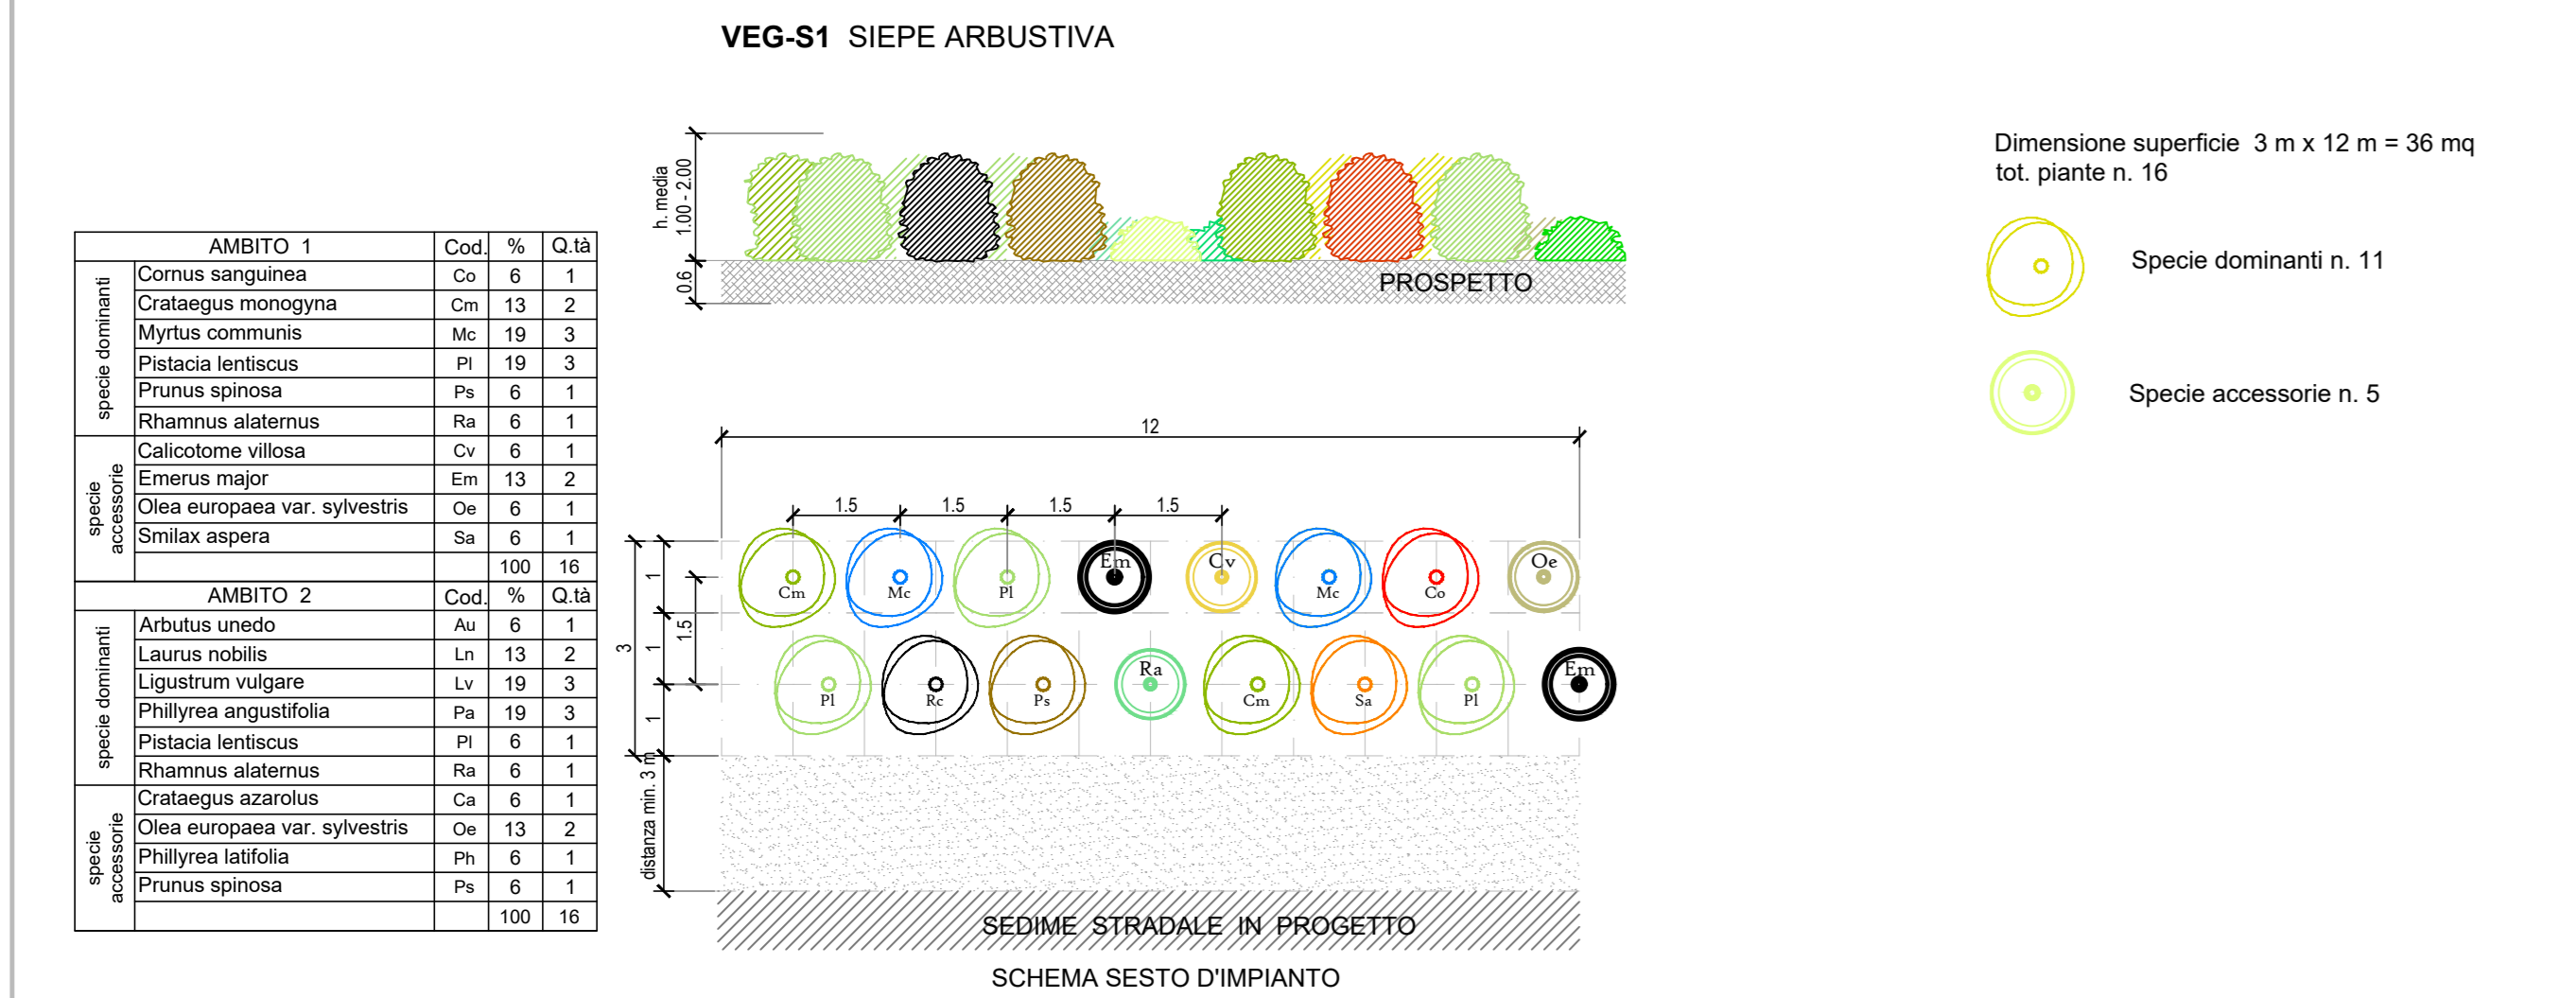 VEG-S1 SIEPE ARBUSTIVA
h. media
1.00 - 2.00
0.6
PROSPETTO
Dimensione superficie 3 m x 12 m = 36 mq
tot. piante n. 16
Specie dominanti n. 11
Specie accessorie n. 5
AMBITO 1 Cod. % Q.tà
specie dominanti
Cornus sanguinea Co 6 1
Crataegus monogyna Cm 13 2
Myrtus communis Mc 19 3
Pistacia lentiscus Pl 19 3
Prunus spinosa Ps 6 1
Rhamnus alaternus Ra 6 1
specie
accessorie
Calicotome villosa Cv 6 1
Emerus major Em 13 2
Olea europaea var. sylvestris Oe 6 1
Smilax aspera Sa 6 1
100 16
AMBITO 2 Cod. % Q.tà
specie dominanti
Arbutus unedo Au 6 1
Laurus nobilis Ln 13 2
Ligustrum vulgare Lv 19 3
Phillyrea angustifolia Pa 19 3
Pistacia lentiscus Pl 6 1
Rhamnus alaternus Ra 6 1
specie
accessorie
Crataegus azarolus Ca 6 1
Olea europaea var. sylvestris Oe 13 2
Phillyrea latifolia Ph 6 1
Prunus spinosa Ps 6 1
100 16
12
1.5 1.5 1.5 1.5
3
1
1
1
1.5
distanza min. 3 m
Cm Mc Pl Em Cv Mc Co Oe
Pl Rc Ps Ra Cm Sa Pl Em
SEDIME STRADALE IN PROGETTO
SCHEMA SESTO D'IMPIANTO